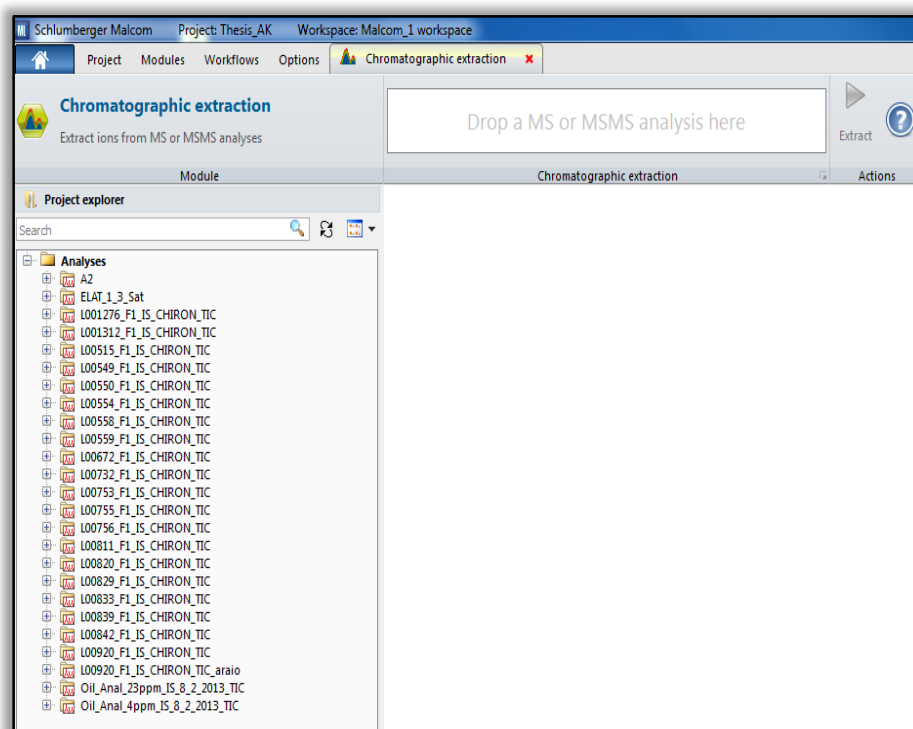 ML Schlumberger Malcom Project: Thesis_AK Workspace: Malcom_1 workspace
Project Modules Workflows Options Chromatographic extraction x
Chromatographic extraction
Extract ions from MS or MSMS analyses
Module
Drop a MS or MSMS analysis here
Chromatographic extraction
Extract
?
Actions
Project explorer
Search
Analyses
A2
ELAT_1_3_Sat
L001276_F1_IS_CHIRON_TIC
L001312_F1_IS_CHIRON_TIC
L00515_F1_IS_CHIRON_TIC
L00549_F1_IS_CHIRON_TIC
L00550_F1_IS_CHIRON_TIC
L00554_F1_IS_CHIRON_TIC
L00558_F1_IS_CHIRON_TIC
L00559_F1_IS_CHIRON_TIC
L00672_F1_IS_CHIRON_TIC
L00732_F1_IS_CHIRON_TIC
L00753_F1_IS_CHIRON_TIC
L00755_F1_IS_CHIRON_TIC
L00756_F1_IS_CHIRON_TIC
L00811_F1_IS_CHIRON_TIC
L00820_F1_IS_CHIRON_TIC
L00829_F1_IS_CHIRON_TIC
L00833_F1_IS_CHIRON_TIC
L00839_F1_IS_CHIRON_TIC
L00842_F1_IS_CHIRON_TIC
L00920_F1_IS_CHIRON_TIC
L00920_F1_IS_CHIRON_TIC_araio
Oil_Anal_23ppm_IS_8_2_2013_TIC
Oil_Anal_4ppm_IS_8_2_2013_TIC